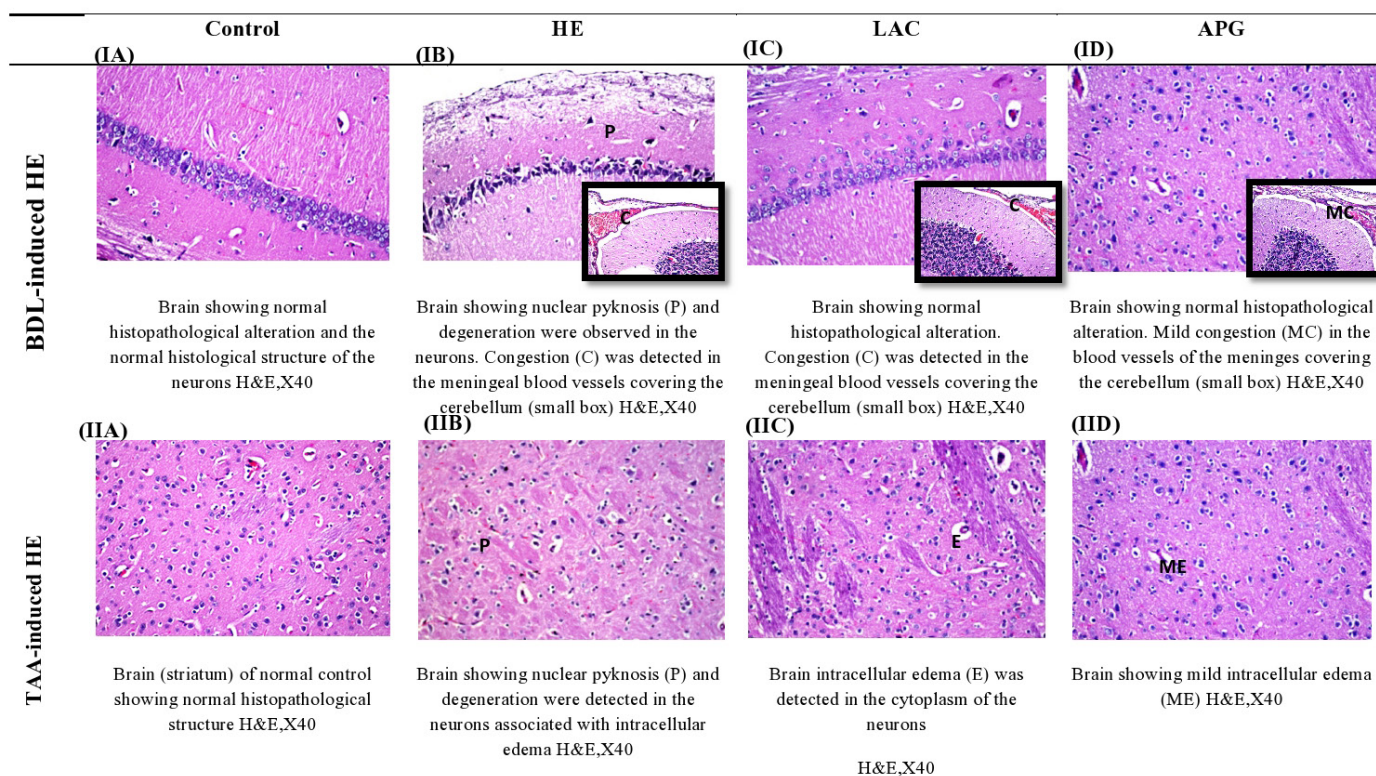 Control HE LAC APG
(IA) (IB) (IC) (ID)
BDL-induced HE
P
C
C
MC
Brain showing normal
histopathological alteration and the
normal histological structure of the
neurons H&E,X40
Brain showing nuclear pyknosis (P) and
degeneration were observed in the
neurons. Congestion (C) was detected in
the meningeal blood vessels covering the
cerebellum (small box) H&E,X40
Brain showing normal
histopathological alteration.
Congestion (C) was detected in the
meningeal blood vessels covering the
cerebellum (small box) H&E,X40
Brain showing normal histopathological
alteration. Mild congestion (MC) in the
blood vessels of the meninges covering
the cerebellum (small box) H&E,X40
(IIA) (IIB) (IIC) (IID)
TAA-induced HE
P
E
ME
Brain (striatum) of normal control
showing normal histopathological
structure H&E,X40
Brain showing nuclear pyknosis (P) and
degeneration were detected in the
neurons associated with intracellular
edema H&E,X40
Brain intracellular edema (E) was
detected in the cytoplasm of the
neurons
H&E,X40
Brain showing mild intracellular edema
(ME) H&E,X40